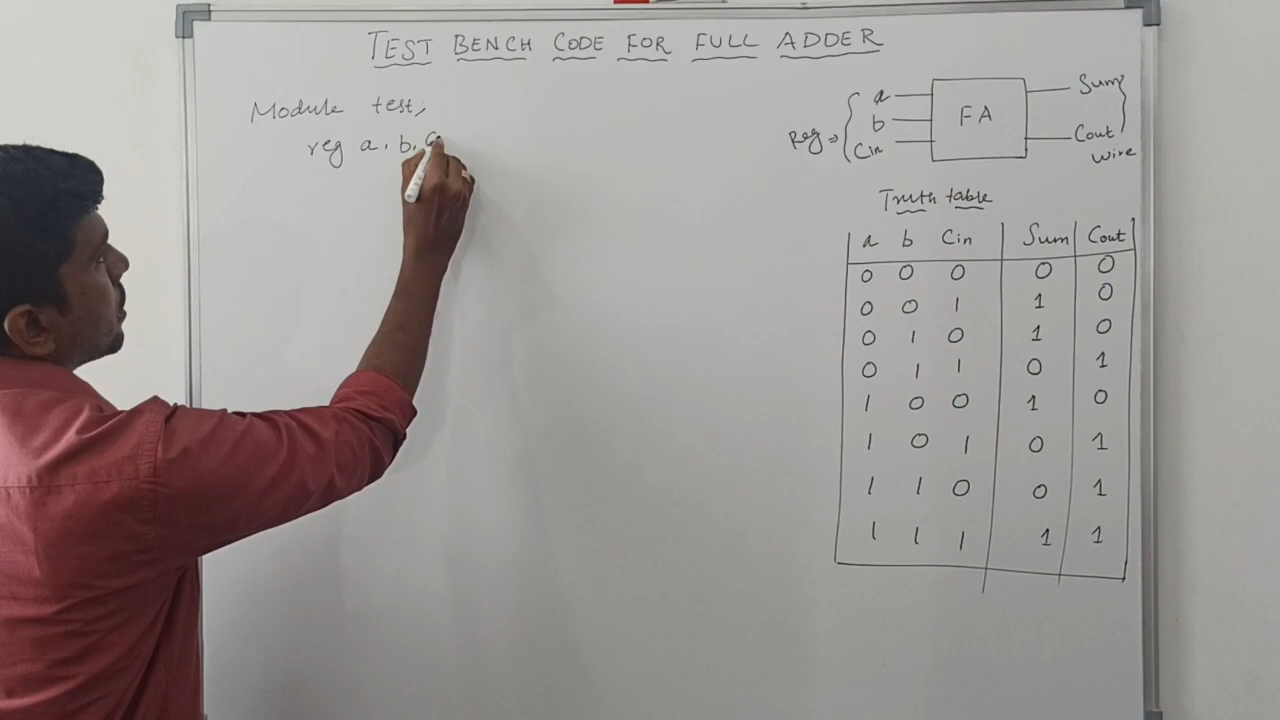 TEST BENCH CODE FOR FULL ADDER
Module test;
reg a, b, c
Reg ⇒
a
b
Cin
FA
Sum
Cout
wire
Truth table
a b Cin Sum Cout
0 0 0 0 0
0 0 1 1 0
0 1 0 1 0
0 1 1 0 1
1 0 0 1 0
1 0 1 0 1
1 1 0 0 1
1 1 1 1 1